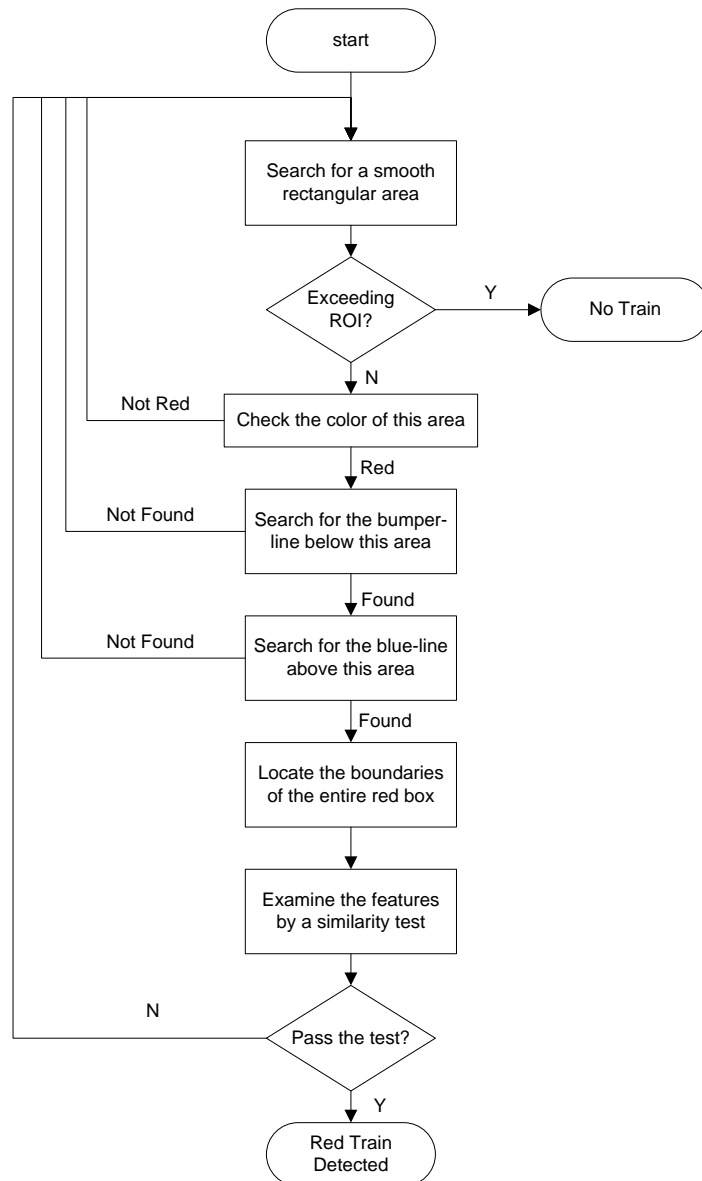 start
Search for a smooth
rectangular area
Exceeding
ROI?
Y
No Train
N
Not Red
Check the color of this area
Red
Not Found
Search for the bumper-
line below this area
Found
Not Found
Search for the blue-line
above this area
Found
Locate the boundaries
of the entire red box
Examine the features
by a similarity test
N
Pass the test?
Y
Red Train
Detected